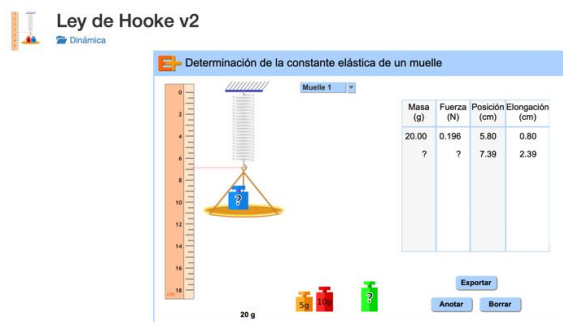 Ley de Hooke v2
Dinámica
Determinación de la constante elástica de un muelle
Muelle 1
0
2
4
6
8
10
12
14
16
18
?
Masa (g) Fuerza (N) Posición (cm) Elongación (cm)
20.00 0.196 5.80 0.80
? ? 7.39 2.39
5g 10g ?
20 g
Exportar
Anotar Borrar